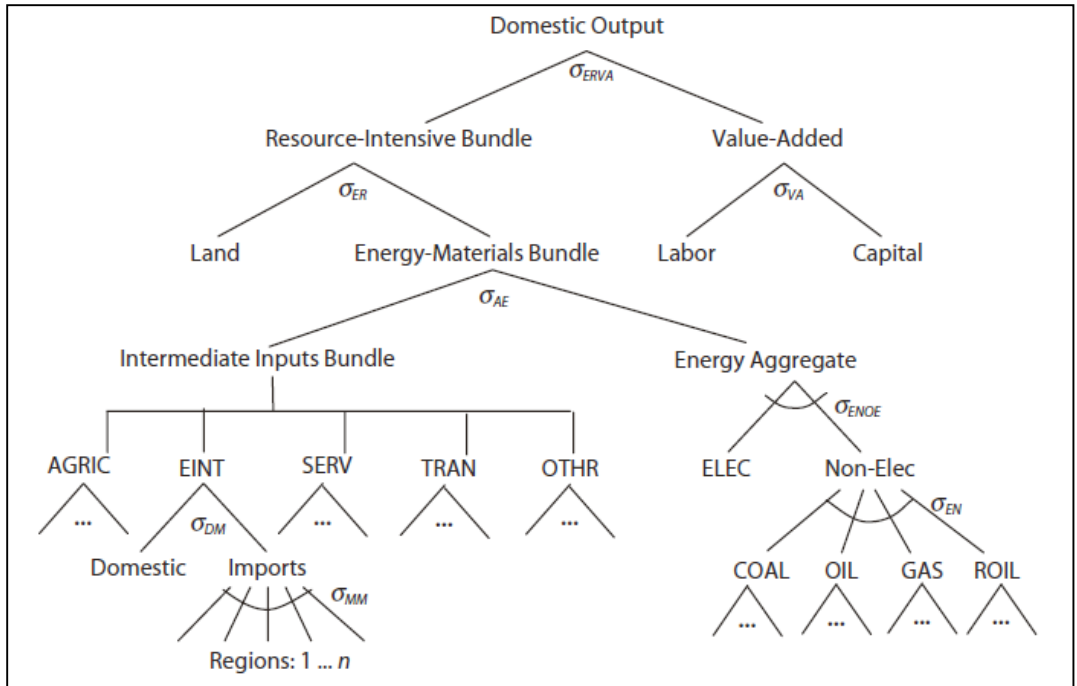 Domestic Output
σERVA
Resource-Intensive Bundle Value-Added
σER σVA
Land Energy-Materials Bundle Labor Capital
σAE
Intermediate Inputs Bundle Energy Aggregate
σENOE
AGRIC EINT SERV TRAN OTHR ELEC Non-Elec
... σDM ... ... ... σEN
Domestic Imports COAL OIL GAS ROIL
σMM ... ... ... ...
Regions: 1 ... n